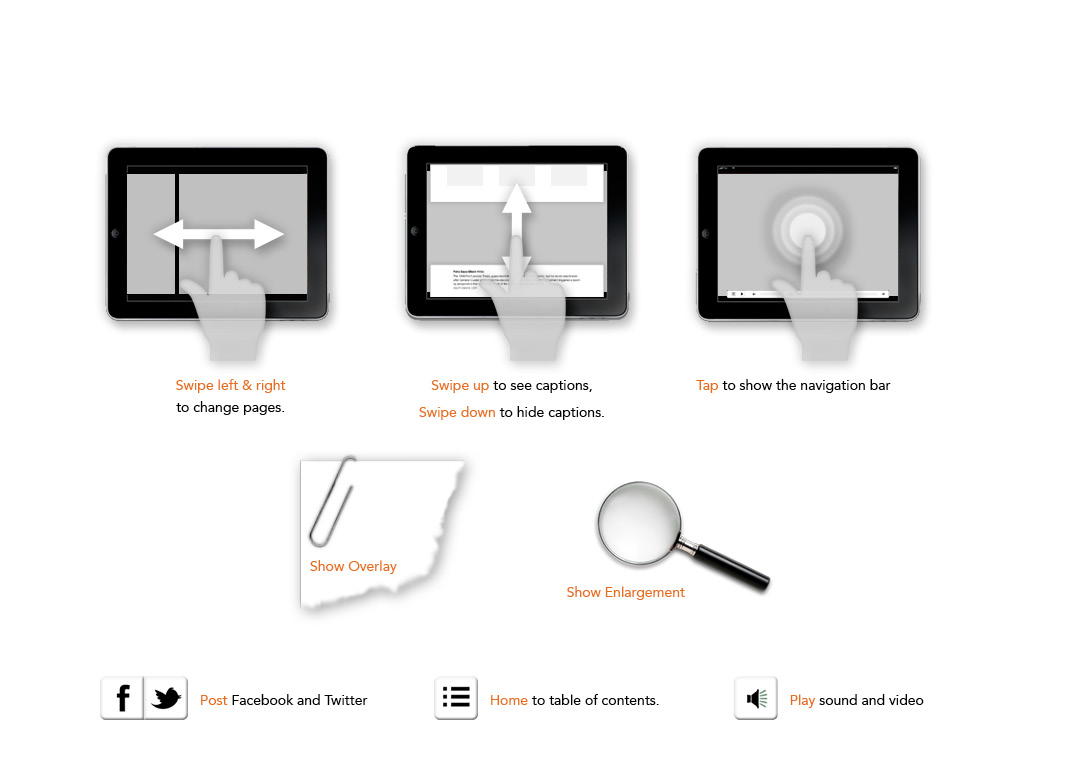 Swipe left & right
to change pages.
Swipe up to see captions,
Swipe down to hide captions.
Tap to show the navigation bar
Show Overlay
Show Enlargement
Post Facebook and Twitter
Home to table of contents.
Play sound and video